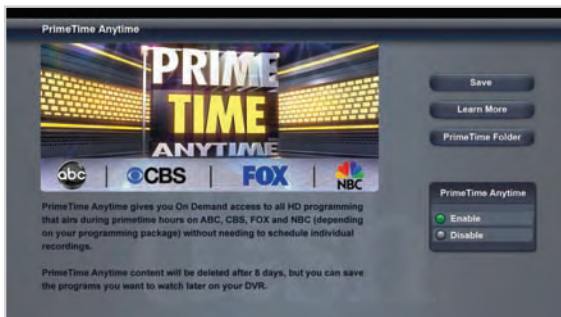 PrimeTime Anytime
PRIME
TIME
ANYTIME
abc CBS FOX NBC
Save
Learn More
PrimeTime Folder
PrimeTime Anytime
Enable
Disable
PrimeTime Anytime gives you On Demand access to all HD programming
that airs during primetime hours on ABC, CBS, FOX and NBC (depending
on your programming package) without needing to schedule individual
recordings.
PrimeTime Anytime content will be deleted after 8 days, but you can save
the programs you want to watch later on your DVR.